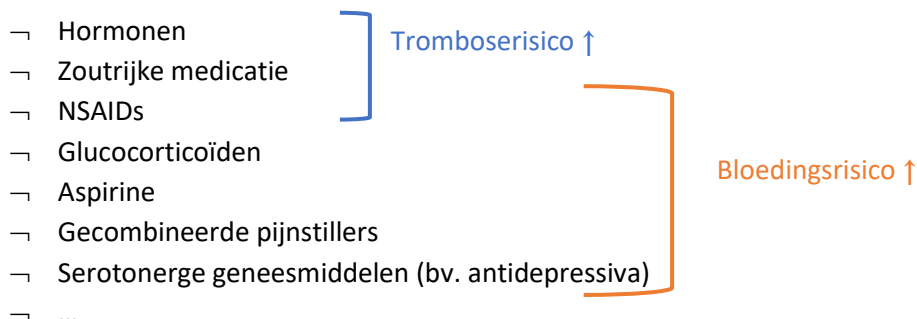 ¬ Hormonen
Tromboserisico ↑
¬ Zoutrijke medicatie
¬ NSAIDs
¬ Glucocorticoïden
Bloedingsrisico ↑
¬ Aspirine
¬ Gecombineerde pijnstillers
¬ Serotonerge geneesmiddelen (bv. antidepressiva)
¬ ...